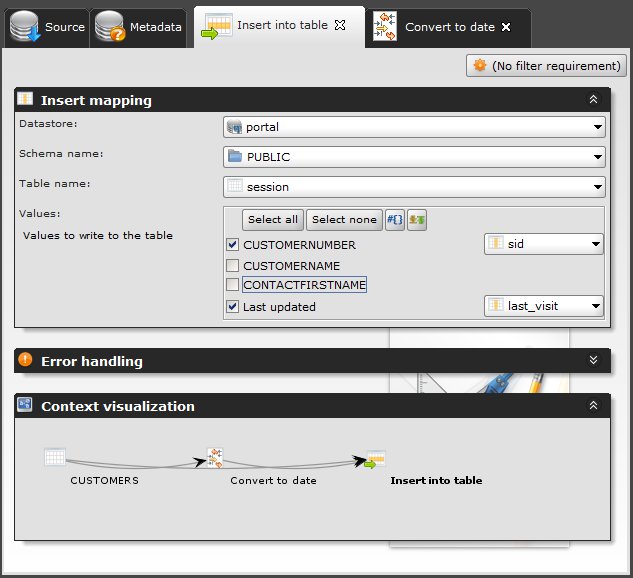 Source
Metadata
Insert into table
Convert to date
(No filter requirement)
Insert mapping
Datastore:
portal
Schema name:
PUBLIC
Table name:
session
Values:
Select all
Select none
#{}
Values to write to the table
CUSTOMERNUMBER
sid
CUSTOMERNAME
CONTACTFIRSTNAME
Last updated
last_visit
Error handling
Context visualization
CUSTOMERS
Convert to date
Insert into table